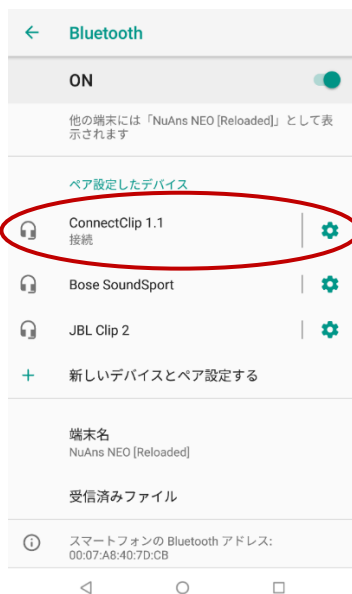 Bluetooth
ON
他の端末には「NuAns NEO [Reloaded]」として表
示されます
ペア設定したデバイス
ConnectClip 1.1
接続
Bose SoundSport
JBL Clip 2
新しいデバイスとペア設定する
端末名
NuAns NEO [Reloaded]
受信済みファイル
スマートフォンの Bluetooth アドレス:
00:07:A8:40:7D:CB